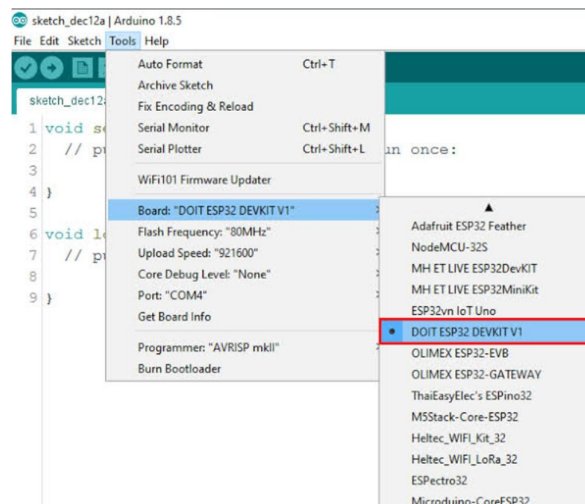 sketch_dec12a | Arduino 1.8.5
File Edit Sketch Tools Help
sketch_dec12
Auto Format Ctrl+T
Archive Sketch
Fix Encoding & Reload
Serial Monitor Ctrl+Shift+M
Serial Plotter Ctrl+Shift+L
WiFi101 Firmware Updater
Board: "DOIT ESP32 DEVKIT V1"
Flash Frequency: "80MHz"
Upload Speed: "921600"
Core Debug Level: "None"
Port: "COM4"
Get Board Info
Programmer: "AVRISP mkII"
Burn Bootloader
1 void s
2 // p un once:
3
4 }
5
6 void l
7 // p
8
9 }
Adafruit ESP32 Feather
NodeMCU-32S
MH ET LIVE ESP32DevKIT
MH ET LIVE ESP32MiniKit
ESP32vn IoT Uno
DOIT ESP32 DEVKIT V1
OLIMEX ESP32-EVB
OLIMEX ESP32-GATEWAY
ThaiEasyElec's ESPino32
M5Stack-Core-ESP32
Heltec_WIFI_Kit_32
Heltec_WIFI_LoRa_32
ESPectro32
Microduino-CoreESP32